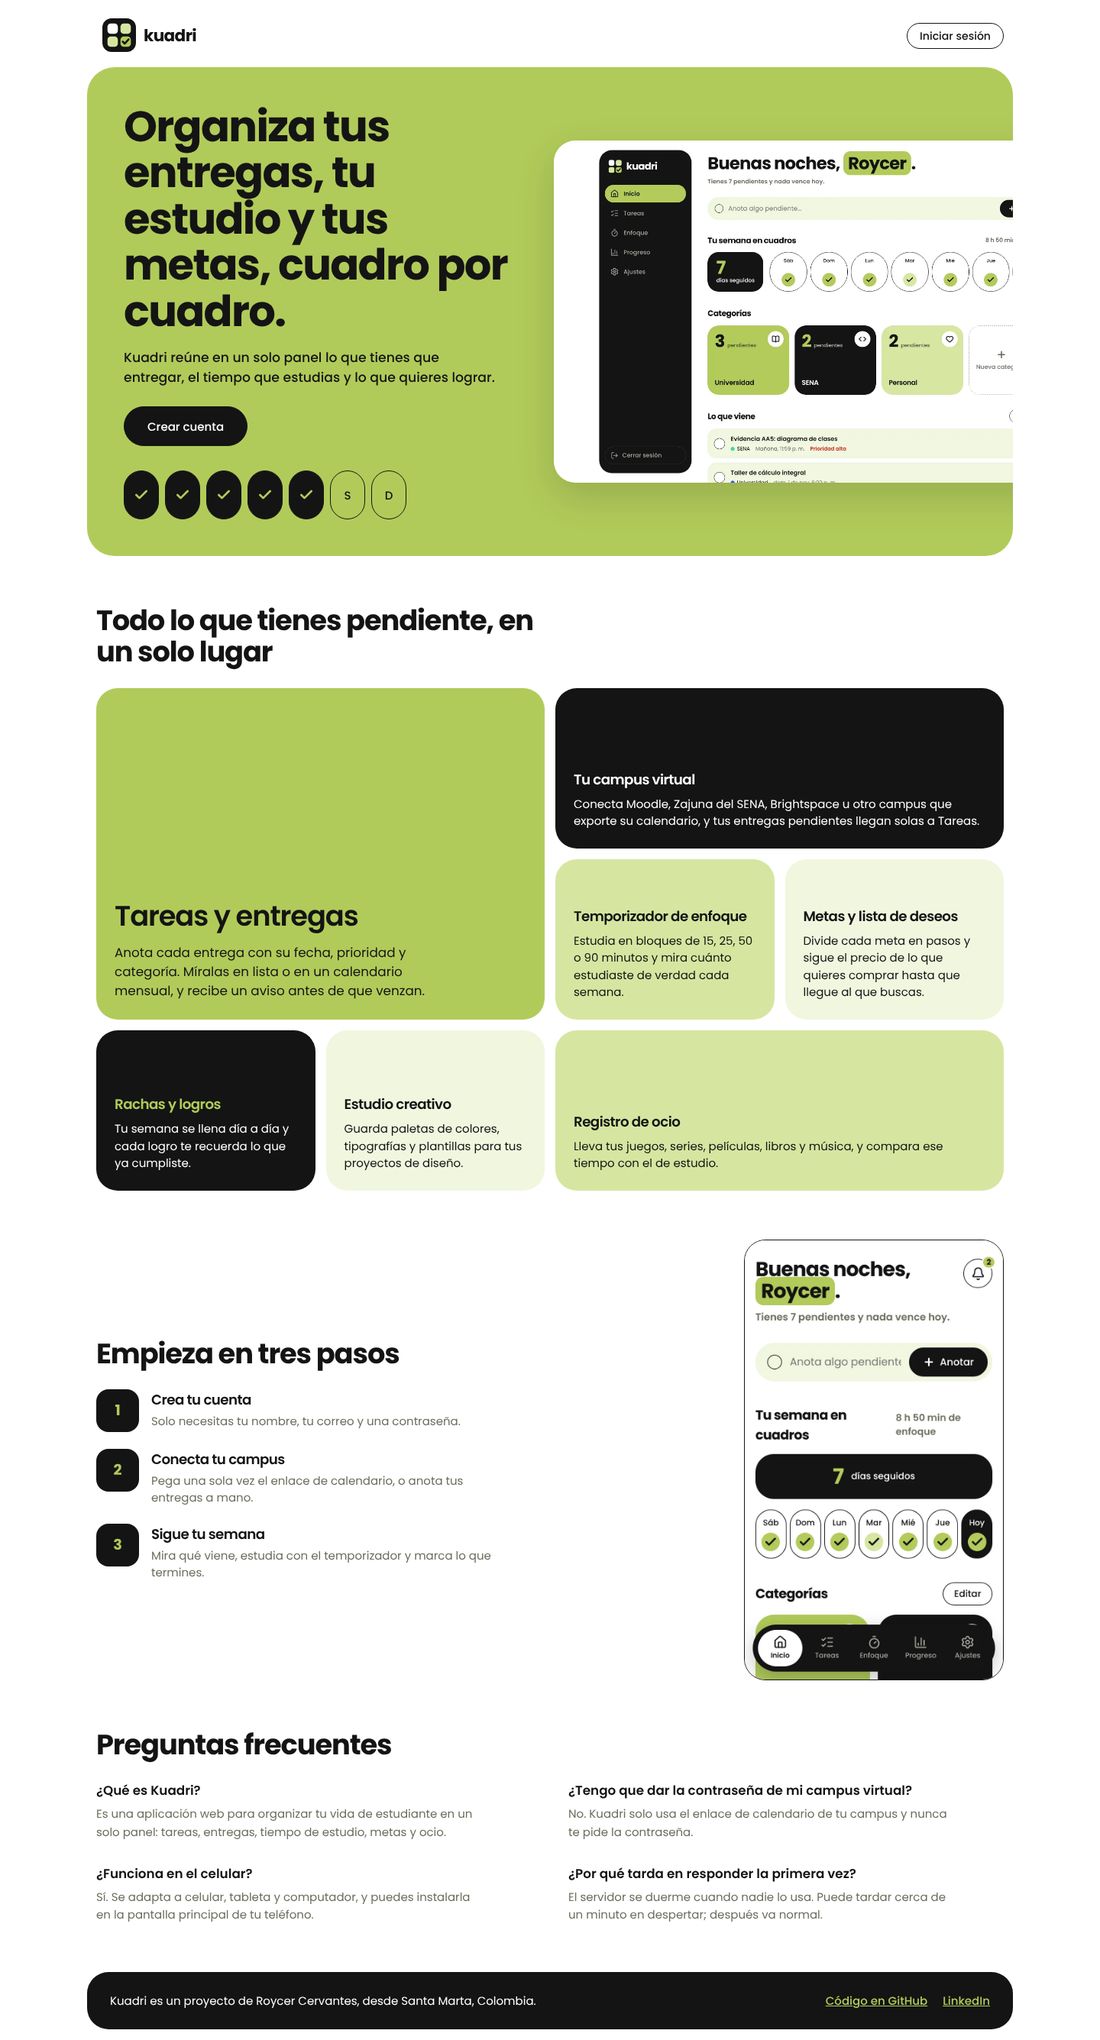 kuadri
Iniciar sesión
Organiza tus
entregas, tu
estudio y tus
metas, cuadro por
cuadro.
Kuadri reúne en un solo panel lo que tienes que
entregar, el tiempo que estudias y lo que quieres lograr.
Crear cuenta
S
D
kuadri
Inicio
Tareas
Enfoque
Progreso
Ajustes
Cerrar sesión
Buenas noches, Roycer.
Tienes 7 pendientes y nada vence hoy.
Anota algo pendiente...
Tu semana en cuadros
8 h 50 min
7
días seguidos
Sáb
Dom
Lun
Mar
Mié
Jue
Categorías
3 pendientes
Universidad
2 pendientes
SENA
2 pendientes
Personal
+
Nueva categ
Lo que viene
Evidencia AA5: diagrama de clases
SENA Mañana, 11:59 p. m. Prioridad alta
Taller de cálculo integral
Todo lo que tienes pendiente, en
un solo lugar
Tareas y entregas
Anota cada entrega con su fecha, prioridad y
categoría. Míralas en lista o en un calendario
mensual, y recibe un aviso antes de que venzan.
Tu campus virtual
Conecta Moodle, Zajuna del SENA, Brightspace u otro campus que
exporte su calendario, y tus entregas pendientes llegan solas a Tareas.
Temporizador de enfoque
Estudia en bloques de 15, 25, 50
o 90 minutos y mira cuánto
estudiaste de verdad cada
semana.
Metas y lista de deseos
Divide cada meta en pasos y
sigue el precio de lo que
quieres comprar hasta que
llegue al que buscas.
Rachas y logros
Tu semana se llena día a día y
cada logro te recuerda lo que
ya cumpliste.
Estudio creativo
Guarda paletas de colores,
tipografías y plantillas para tus
proyectos de diseño.
Registro de ocio
Lleva tus juegos, series, películas, libros y música, y compara ese
tiempo con el de estudio.
Empieza en tres pasos
1
Crea tu cuenta
Solo necesitas tu nombre, tu correo y una contraseña.
2
Conecta tu campus
Pega una sola vez el enlace de calendario, o anota tus
entregas a mano.
3
Sigue tu semana
Mira qué viene, estudia con el temporizador y marca lo que
termines.
Buenas noches,
Roycer.
2
Tienes 7 pendientes y nada vence hoy.
Anota algo pendiente
+ Anotar
Tu semana en
cuadros
8 h 50 min de
enfoque
7 días seguidos
Sáb
Dom
Lun
Mar
Mié
Jue
Hoy
Categorías
Editar
Inicio
Tareas
Enfoque
Progreso
Ajustes
Preguntas frecuentes
¿Qué es Kuadri?
Es una aplicación web para organizar tu vida de estudiante en un
solo panel: tareas, entregas, tiempo de estudio, metas y ocio.
¿Tengo que dar la contraseña de mi campus virtual?
No. Kuadri solo usa el enlace de calendario de tu campus y nunca
te pide la contraseña.
¿Funciona en el celular?
Sí. Se adapta a celular, tableta y computador, y puedes instalarla
en la pantalla principal de tu teléfono.
¿Por qué tarda en responder la primera vez?
El servidor se duerme cuando nadie lo usa. Puede tardar cerca de
un minuto en despertar; después va normal.
Kuadri es un proyecto de Roycer Cervantes, desde Santa Marta, Colombia.
Código en GitHub
LinkedIn